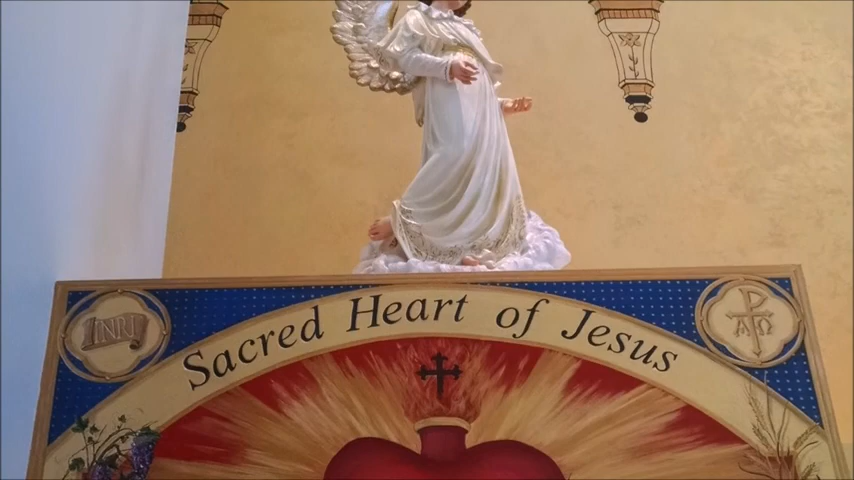 INRI
Sacred Heart of Jesus
Α Ω